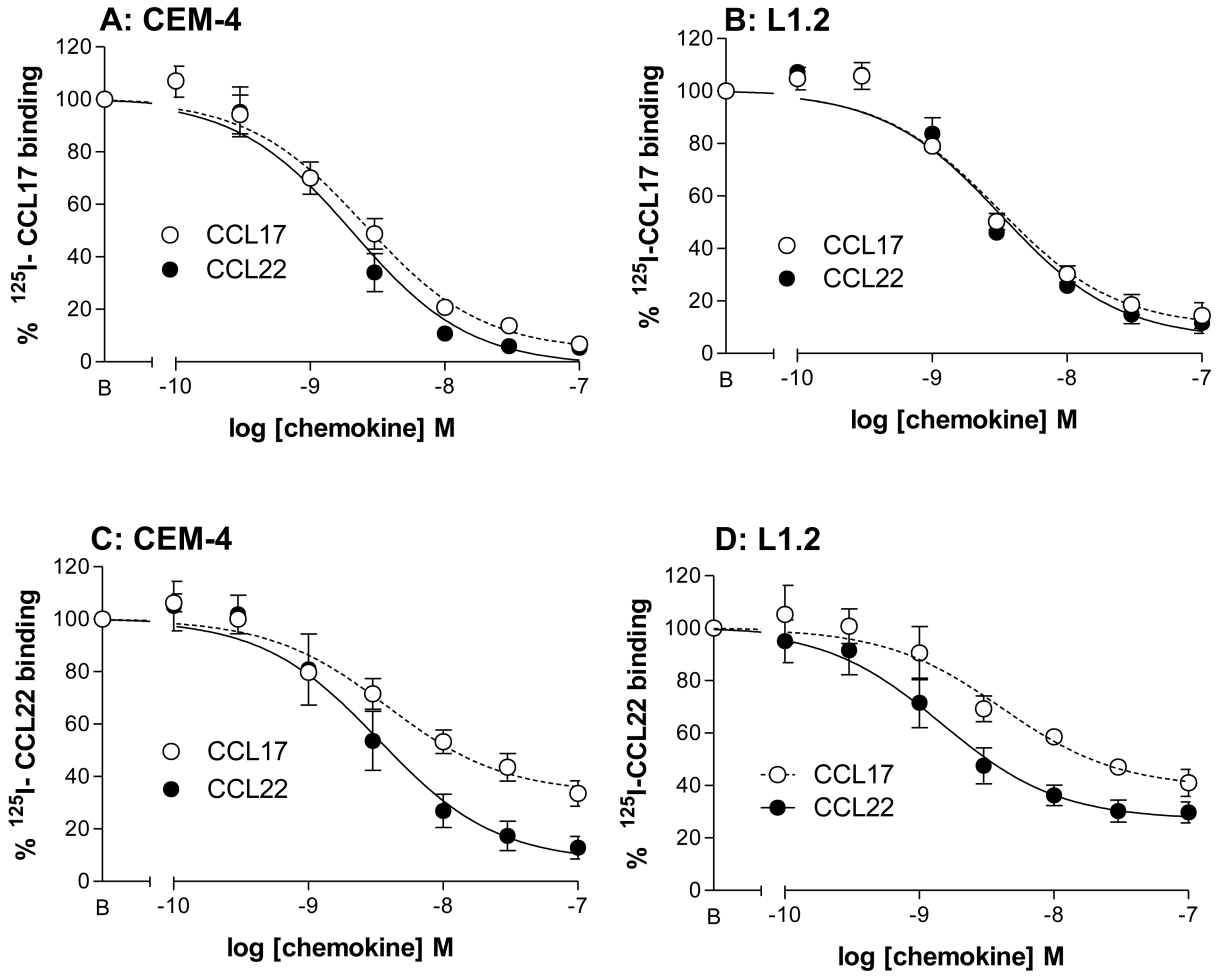 A: CEM-4
120
100
80
60
40
20
0
% 125I- CCL17 binding
CCL17
CCL22
B
-10
-9
-8
-7
log [chemokine] M
B: L1.2
120
100
80
60
40
20
0
% 125I-CCL17 binding
CCL17
CCL22
B
-10
-9
-8
-7
log [chemokine] M
C: CEM-4
120
100
80
60
40
20
0
% 125I- CCL22 binding
CCL17
CCL22
B
-10
-9
-8
-7
log [chemokine] M
D: L1.2
120
100
80
60
40
20
0
% 125I-CCL22 binding
CCL17
CCL22
B
-10
-9
-8
-7
log [chemokine] M